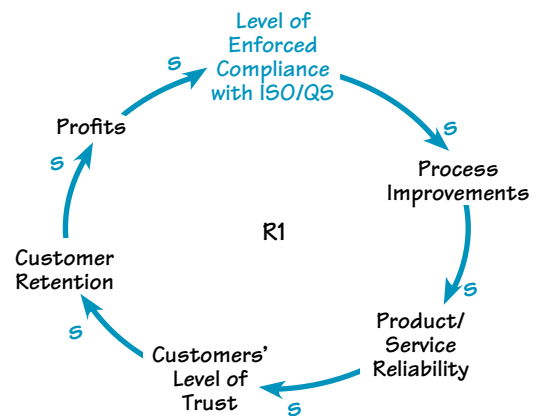 Level of
Enforced
Compliance
with ISO/QS
s
s
Profits
s
s
Process
Improvements
R1
Customer
Retention
s
s
Product/
Service
Reliability
Customers'
Level of
Trust
s